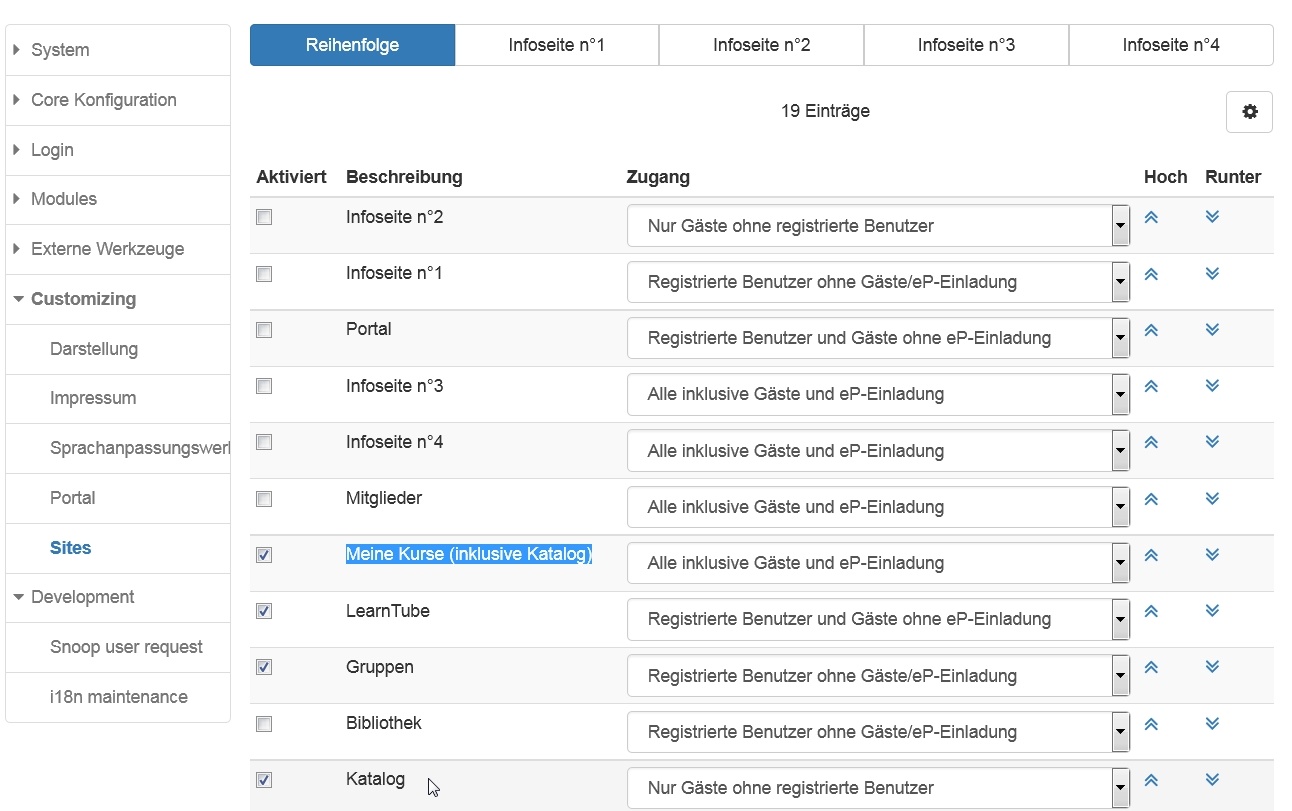 System
Core Konfiguration
Login
Modules
Externe Werkzeuge
Customizing
Darstellung
Impressum
Sprachanpassungswerl
Portal
Sites
Development
Snoop user request
i18n maintenance
Reihenfolge Infoseite n°1 Infoseite n°2 Infoseite n°3 Infoseite n°4
19 Einträge
Aktiviert Beschreibung Zugang Hoch Runter
Infoseite n°2 Nur Gäste ohne registrierte Benutzer
Infoseite n°1 Registrierte Benutzer ohne Gäste/eP-Einladung
Portal Registrierte Benutzer und Gäste ohne eP-Einladung
Infoseite n°3 Alle inklusive Gäste und eP-Einladung
Infoseite n°4 Alle inklusive Gäste und eP-Einladung
Mitglieder Alle inklusive Gäste und eP-Einladung
Meine Kurse (inklusive Katalog) Alle inklusive Gäste und eP-Einladung
LearnTube Registrierte Benutzer und Gäste ohne eP-Einladung
Gruppen Registrierte Benutzer ohne Gäste/eP-Einladung
Bibliothek Registrierte Benutzer ohne Gäste/eP-Einladung
Katalog Nur Gäste ohne registrierte Benutzer